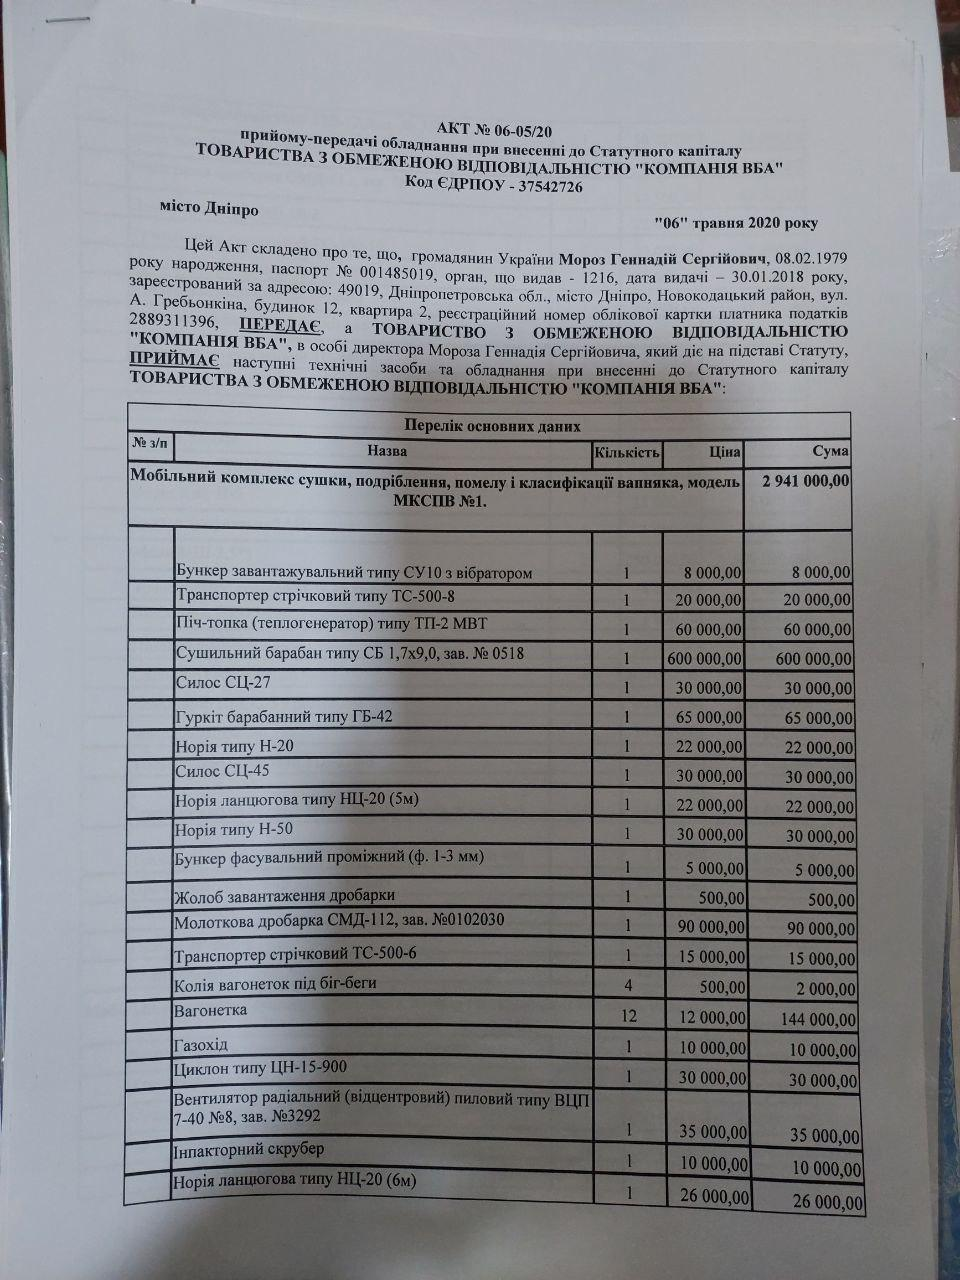 АКТ № 06-05/20
прийому-передачі обладнання при внесенні до Статутного капіталу
ТОВАРИСТВА З ОБМЕЖЕНОЮ ВІДПОВІДАЛЬНІСТЮ "КОМПАНІЯ ВБА"
Код ЄДРПОУ - 37542726
місто Дніпро
"06" травня 2020 року
Цей Акт складено про те, що, громадянин України Мороз Геннадій Сергійович, 08.02.1979
року народження, паспорт № 001485019, орган, що видав - 1216, дата видачі – 30.01.2018 року,
зареєстрований за адресою: 49019, Дніпропетровська обл., місто Дніпро, Новокодацький район, вул.
А. Гребьонкіна, будинок 12, квартира 2, реєстраційний номер облікової картки платника податків
2889311396, ПЕРЕДАЄ, а ТОВАРИСТВО З ОБМЕЖЕНОЮ ВІДПОВІДАЛЬНІСТЮ
"КОМПАНІЯ ВБА", в особі директора Мороза Геннадія Сергійовича, який діє на підставі Статуту,
ПРИЙМАЄ наступні технічні засоби та обладнання при внесенні до Статутного капіталу
ТОВАРИСТВА З ОБМЕЖЕНОЮ ВІДПОВІДАЛЬНІСТЮ "КОМПАНІЯ ВБА":
Перелік основних даних
№ з/п Назва Кількість Ціна Сума
Мобільний комплекс сушки, подріблення, помелу і класифікації вапняка, модель 2 941 000,00
МКСПВ №1.
Бункер завантажувальний типу СУ10 з вібратором 1 8 000,00 8 000,00
Транспортер стрічковий типу ТС-500-8 1 20 000,00 20 000,00
Піч-топка (теплогенератор) типу ТП-2 МВТ 1 60 000,00 60 000,00
Сушильний барабан типу СБ 1,7х9,0, зав. № 0518 1 600 000,00 600 000,00
Силос СЦ-27 1 30 000,00 30 000,00
Гуркіт барабанний типу ГБ-42 1 65 000,00 65 000,00
Норія типу Н-20 1 22 000,00 22 000,00
Силос СЦ-45 1 30 000,00 30 000,00
Норія ланцюгова типу НЦ-20 (5м) 1 22 000,00 22 000,00
Норія типу Н-50 1 30 000,00 30 000,00
Бункер фасувальний проміжний (ф. 1-3 мм) 1 5 000,00 5 000,00
Жолоб завантаження дробарки 1 500,00 500,00
Молоткова дробарка СМД-112, зав. №0102030 1 90 000,00 90 000,00
Транспортер стрічковий ТС-500-6 1 15 000,00 15 000,00
Колія вагонеток під біг-беги 4 500,00 2 000,00
Вагонетка 12 12 000,00 144 000,00
Газохід 1 10 000,00 10 000,00
Циклон типу ЦН-15-900 1 30 000,00 30 000,00
Вентилятор радіальний (відцентровий) пиловий типу ВЦП
7-40 №8, зав. №3292 1 35 000,00 35 000,00
Інпакторний скрубер 1 10 000,00 10 000,00
Норія ланцюгова типу НЦ-20 (6м) 1 26 000,00 26 000,00